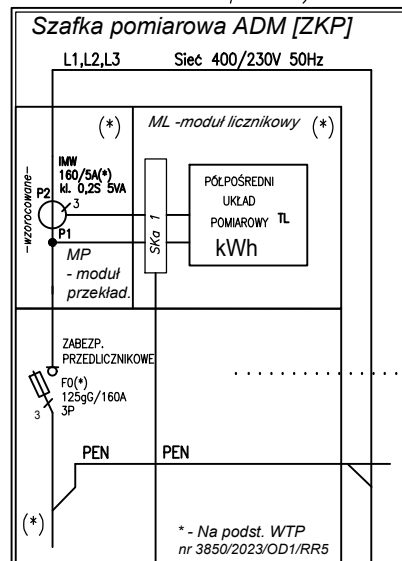 Szafka pomiarowa ADM [ZKP]
L1,L2,L3 Sieć 400/230V 50Hz
(*)
ML -moduł licznikowy (*)
IMW
160/5A(*)
kl. 0,2S 5VA
P2
3
-wzorocowane-
P1
MP
- moduł
przekład.
SKa 1
PÓŁPOŚREDNI
UKŁAD
POMIAROWY TL
kWh
ZABEZP.
PRZEDLICZNIKOWE
F0(*)
125gG/160A
3P
3
PEN PEN
(*)
* - Na podst. WTP
nr 3850/2023/OD1/RR5